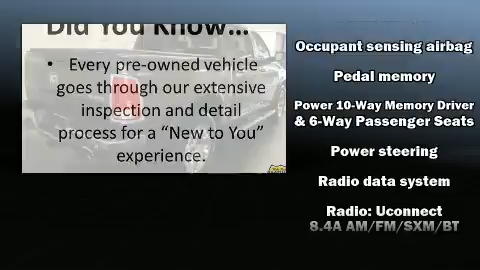 Did You Know...
• Every pre-owned vehicle
goes through our extensive
inspection and detail
process for a “New to You”
experience.
Occupant sensing airbag
Pedal memory
Power 10-Way Memory Driver
& 6-Way Passenger Seats
Power steering
Radio data system
Radio: Uconnect
8.4A AM/FM/SXM/BT